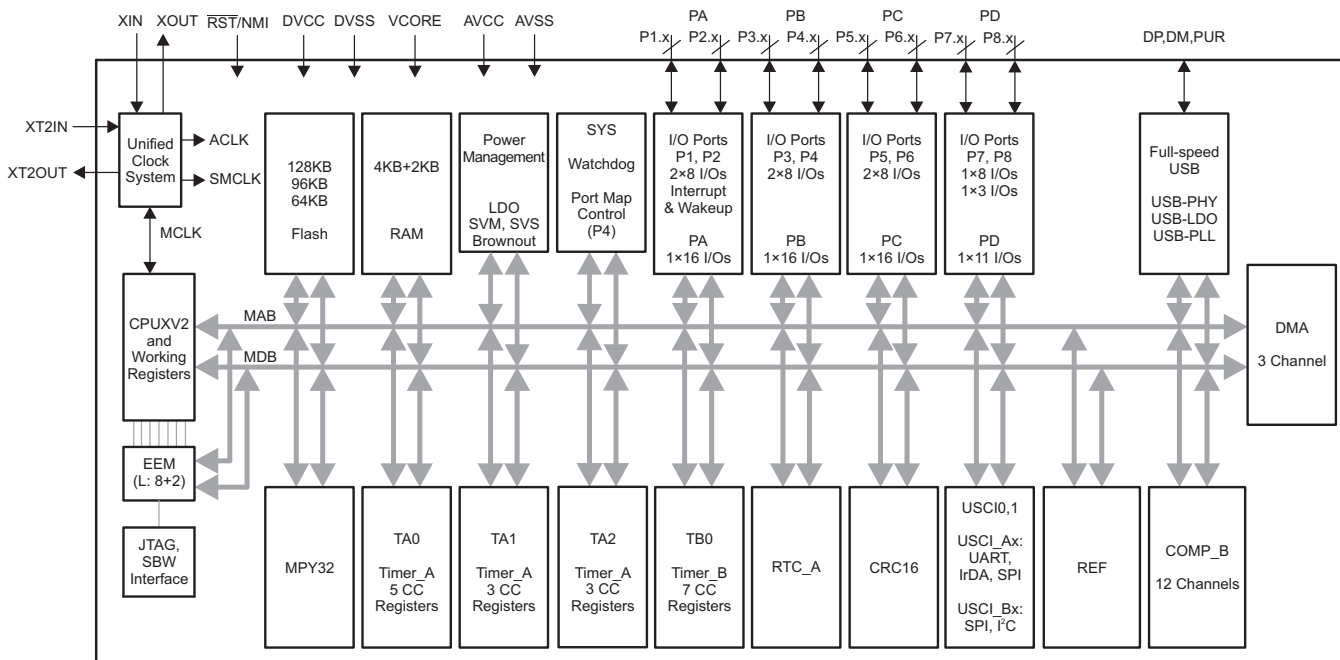 XIN
XOUT
RST/NMI
DVCC
DVSS
VCORE
AVCC
AVSS
PA
P1.x
P2.x
PB
P3.x
P4.x
PC
P5.x
P6.x
PD
P7.x
P8.x
DP,DM,PUR
XT2IN
XT2OUT
Unified
Clock
System
ACLK
SMCLK
MCLK
128KB
96KB
64KB
Flash
4KB+2KB
RAM
Power
Management
LDO
SVM, SVS
Brownout
SYS
Watchdog
Port Map
Control
(P4)
I/O Ports
P1, P2
2×8 I/Os
Interrupt
& Wakeup
PA
1×16 I/Os
I/O Ports
P3, P4
2×8 I/Os
PB
1×16 I/Os
I/O Ports
P5, P6
2×8 I/Os
PC
1×16 I/Os
I/O Ports
P7, P8
1×8 I/Os
1×3 I/Os
PD
1×11 I/Os
Full-speed
USB
USB-PHY
USB-LDO
USB-PLL
CPUXV2
and
Working
Registers
MAB
MDB
DMA
3 Channel
EEM
(L: 8+2)
JTAG,
SBW
Interface
MPY32
TA0
Timer_A
5 CC
Registers
TA1
Timer_A
3 CC
Registers
TA2
Timer_A
3 CC
Registers
TB0
Timer_B
7 CC
Registers
RTC_A
CRC16
USCI0,1
USCI_Ax:
UART,
IrDA, SPI
USCI_Bx:
SPI, I²C
REF
COMP_B
12 Channels